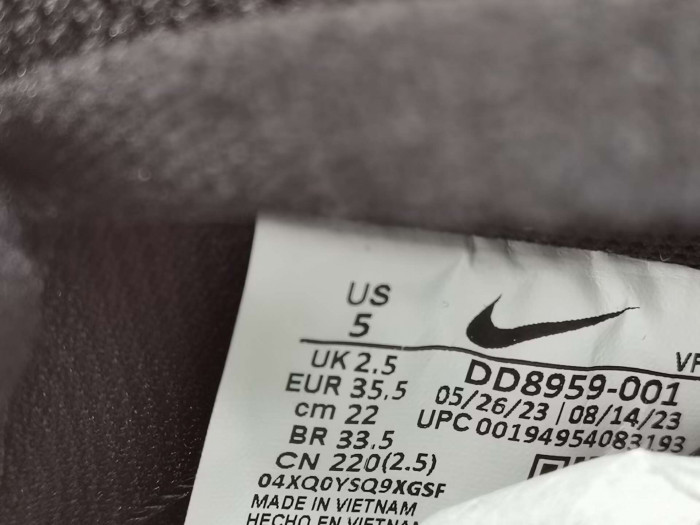 US
5
UK 2.5
EUR 35,5
cm 22
BR 33,5
CN 220(2.5)
04XQ0YSQ9XGSF
MADE IN VIETNAM
HECHO EN VIETNAM
VF
DD8959-001
05/26/23 | 08/14/23
UPC 00194954083193